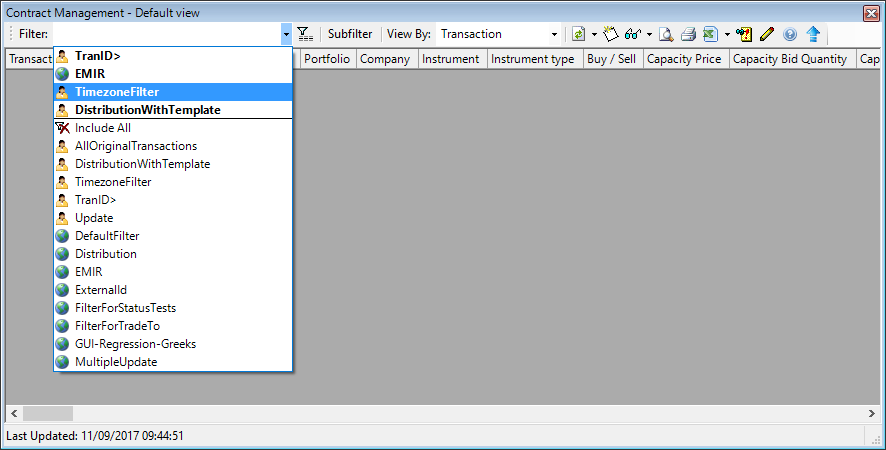 Contract Management - Default view
Filter: Subfilter View By: Transaction
Transact Portfolio Company Instrument Instrument type Buy / Sell Capacity Price Capacity Bid Quantity Cap
TranID>
EMIR
TimezoneFilter
DistributionWithTemplate
Include All
AllOriginalTransactions
DistributionWithTemplate
TimezoneFilter
TranID>
Update
DefaultFilter
Distribution
EMIR
ExternalId
FilterForStatusTests
FilterForTradeTo
GUI-Regression-Greeks
MultipleUpdate
Last Updated: 11/09/2017 09:44:51